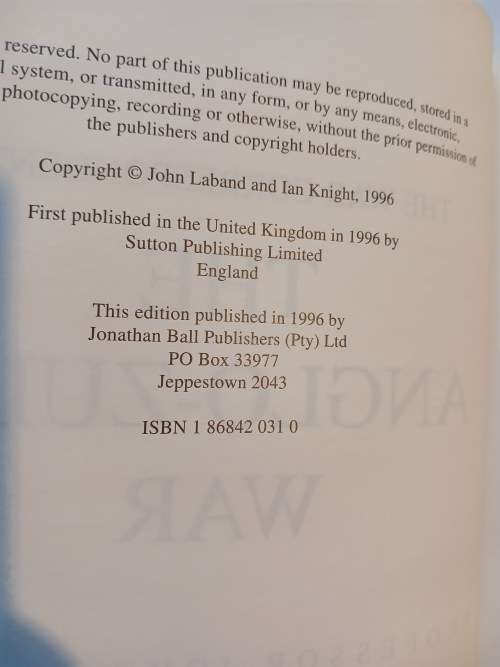 reserved. No part of this publication may be reproduced, stored in a
l system, or transmitted, in any form, or by any means, electronic,
photocopying, recording or otherwise, without the prior permission of
the publishers and copyright holders.
Copyright © John Laband and Ian Knight, 1996
First published in the United Kingdom in 1996 by
Sutton Publishing Limited
England
This edition published in 1996 by
Jonathan Ball Publishers (Pty) Ltd
PO Box 33977
Jeppestown 2043
ISBN 1 86842 031 0
THE
ANGLO-ZUL
WAR